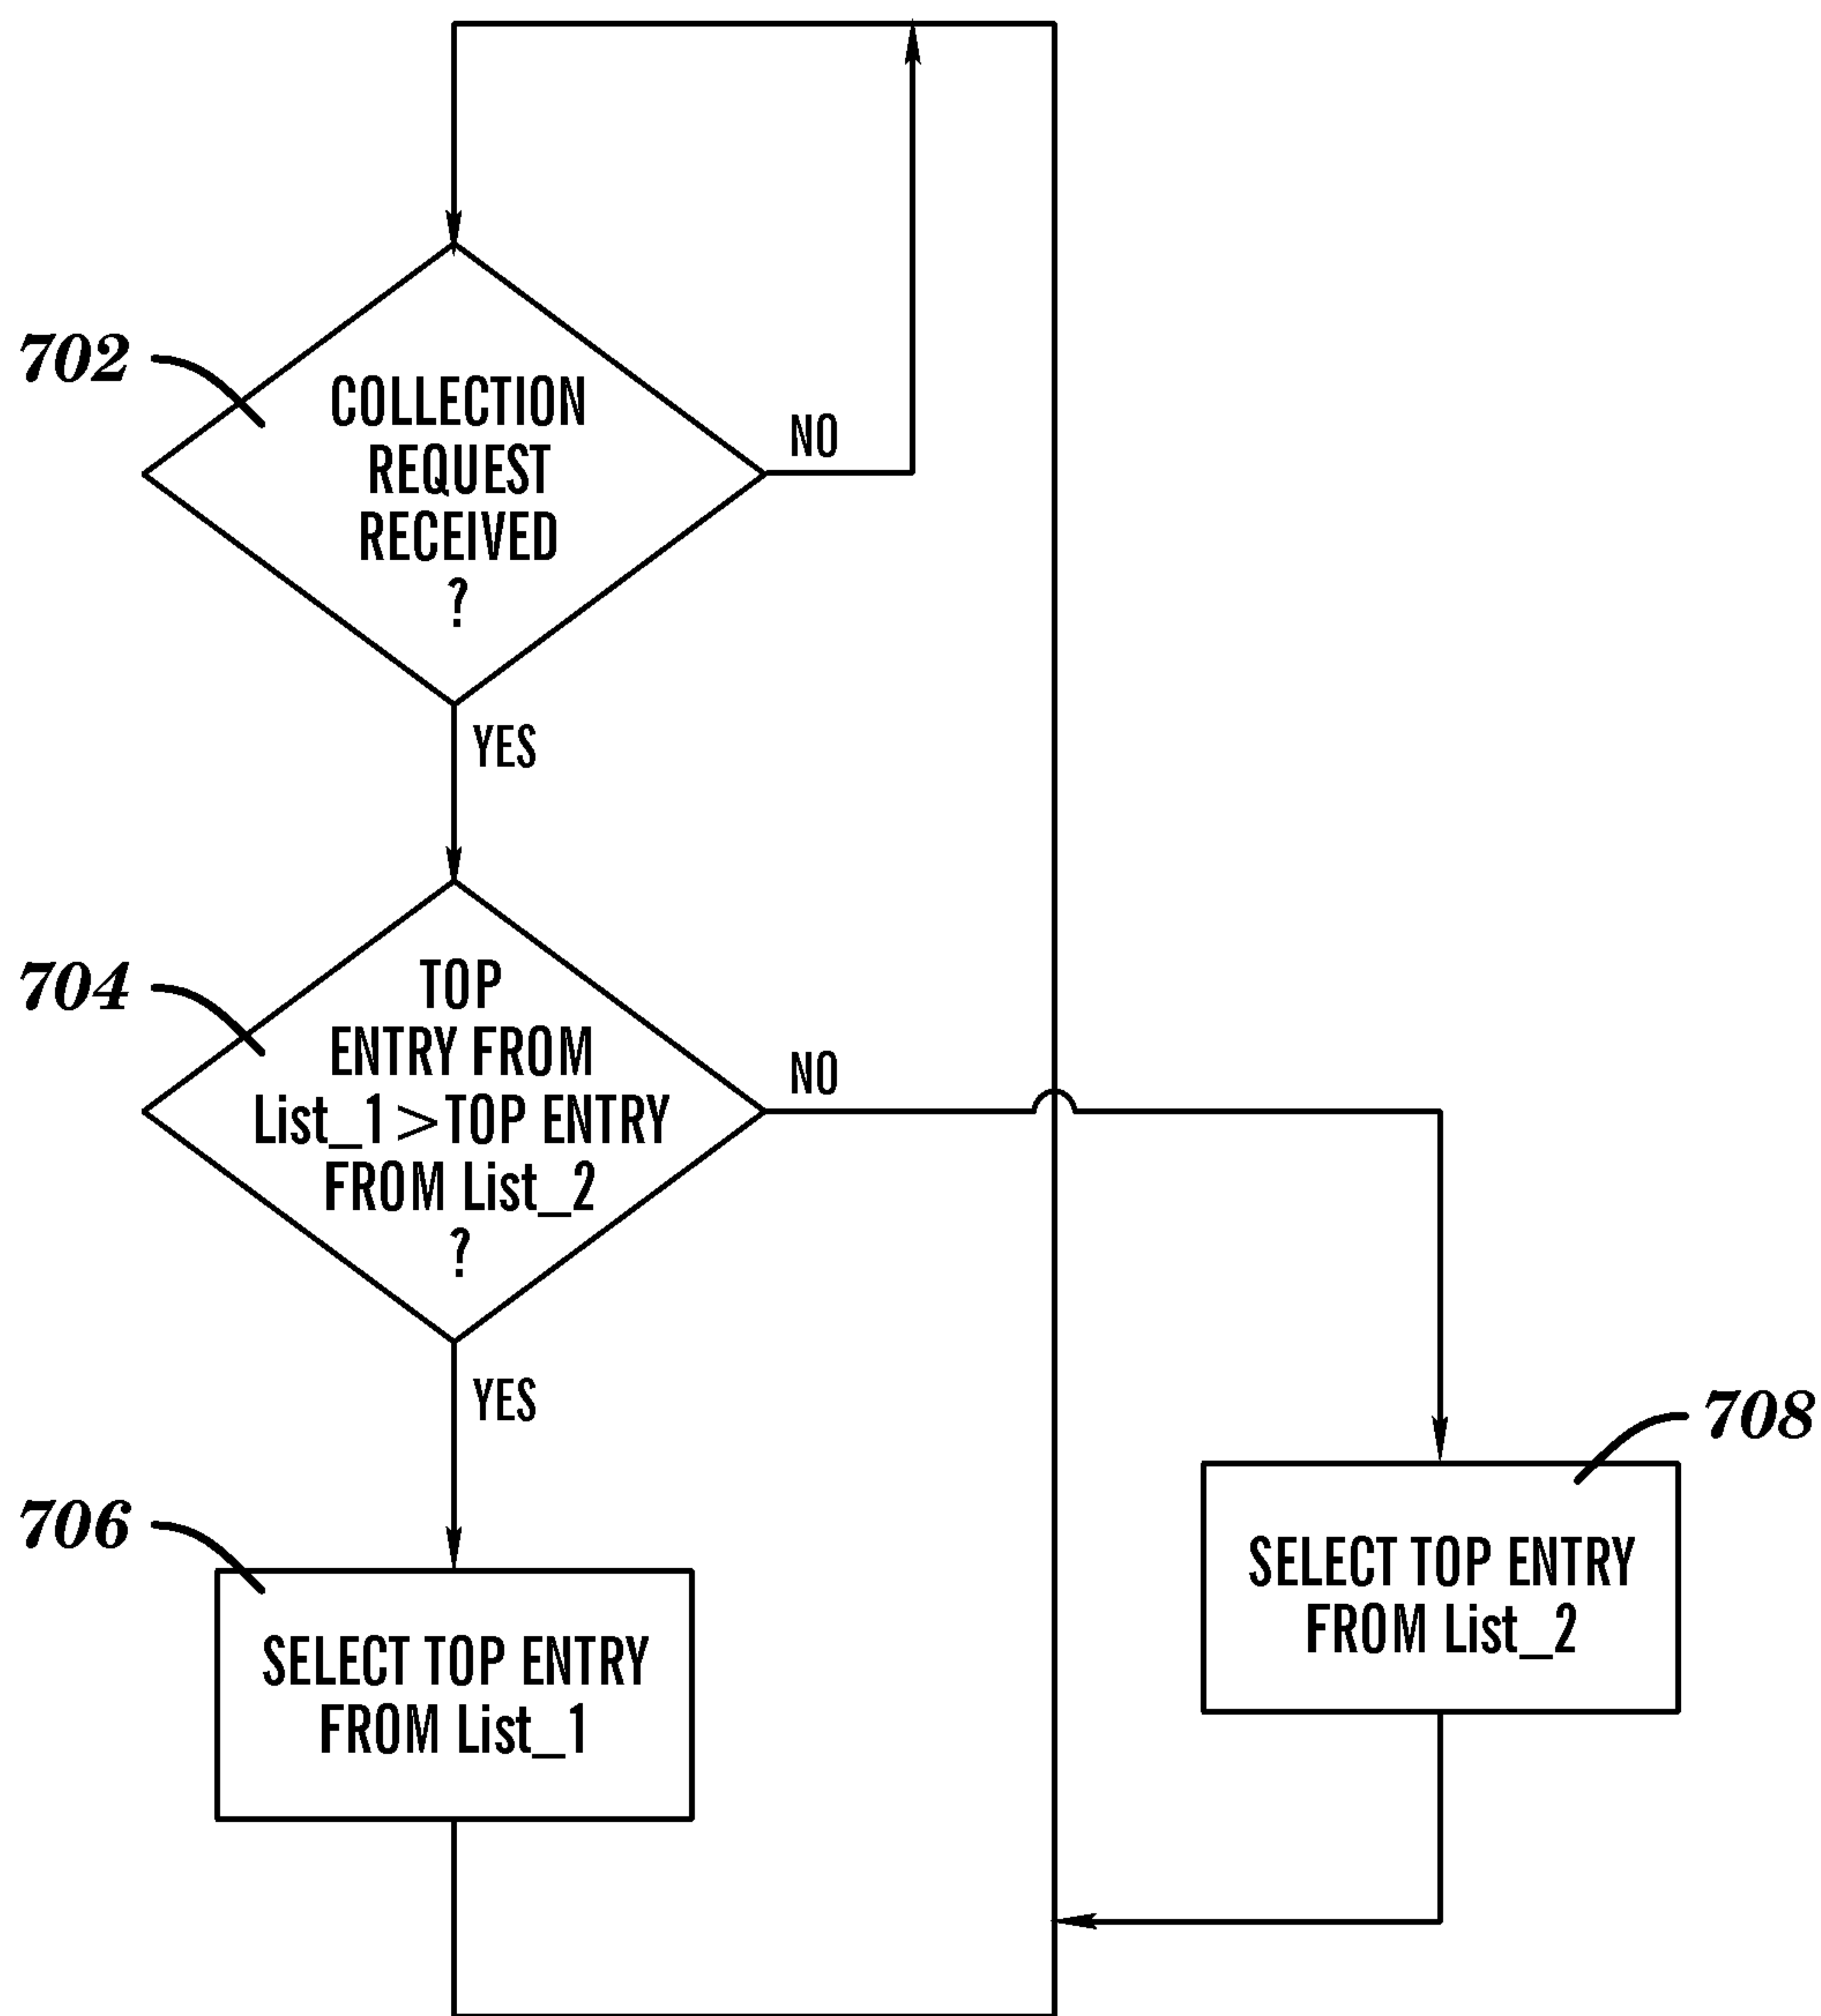 702
COLLECTION
REQUEST
RECEIVED
?
NO
YES
704
TOP
ENTRY FROM
List_1 > TOP ENTRY
FROM List_2
?
NO
YES
706
SELECT TOP ENTRY
FROM List_1
708
SELECT TOP ENTRY
FROM List_2